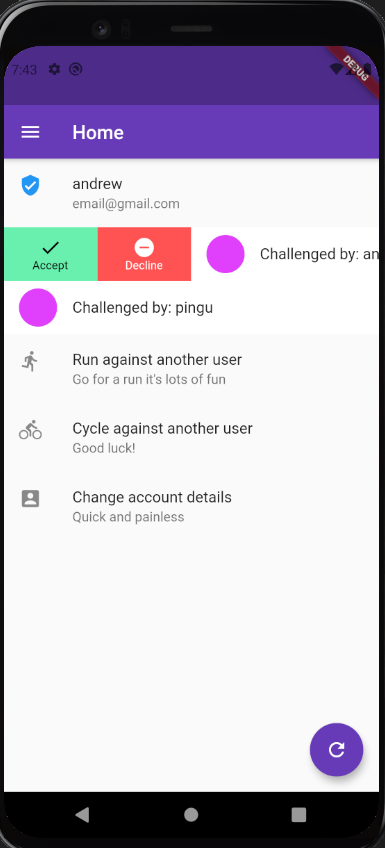 7:43
DEBUG
Home
andrew
email@gmail.com
Accept
Decline
Challenged by: an
Challenged by: pingu
Run against another user
Go for a run it's lots of fun
Cycle against another user
Good luck!
Change account details
Quick and painless